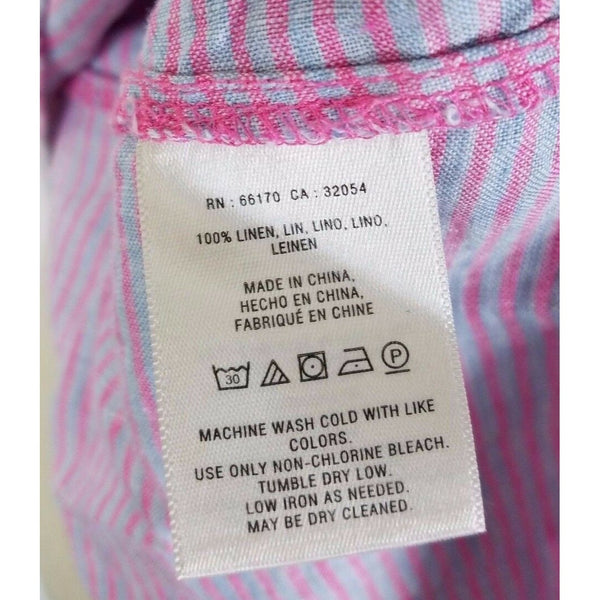 RN : 66170 CA : 32054
100% LINEN, LIN, LINO, LINO,
LEINEN
MADE IN CHINA,
HECHO EN CHINA,
FABRIQUÉ EN CHINE
30 P
MACHINE WASH COLD WITH LIKE
COLORS.
USE ONLY NON-CHLORINE BLEACH.
TUMBLE DRY LOW.
LOW IRON AS NEEDED.
MAY BE DRY CLEANED.